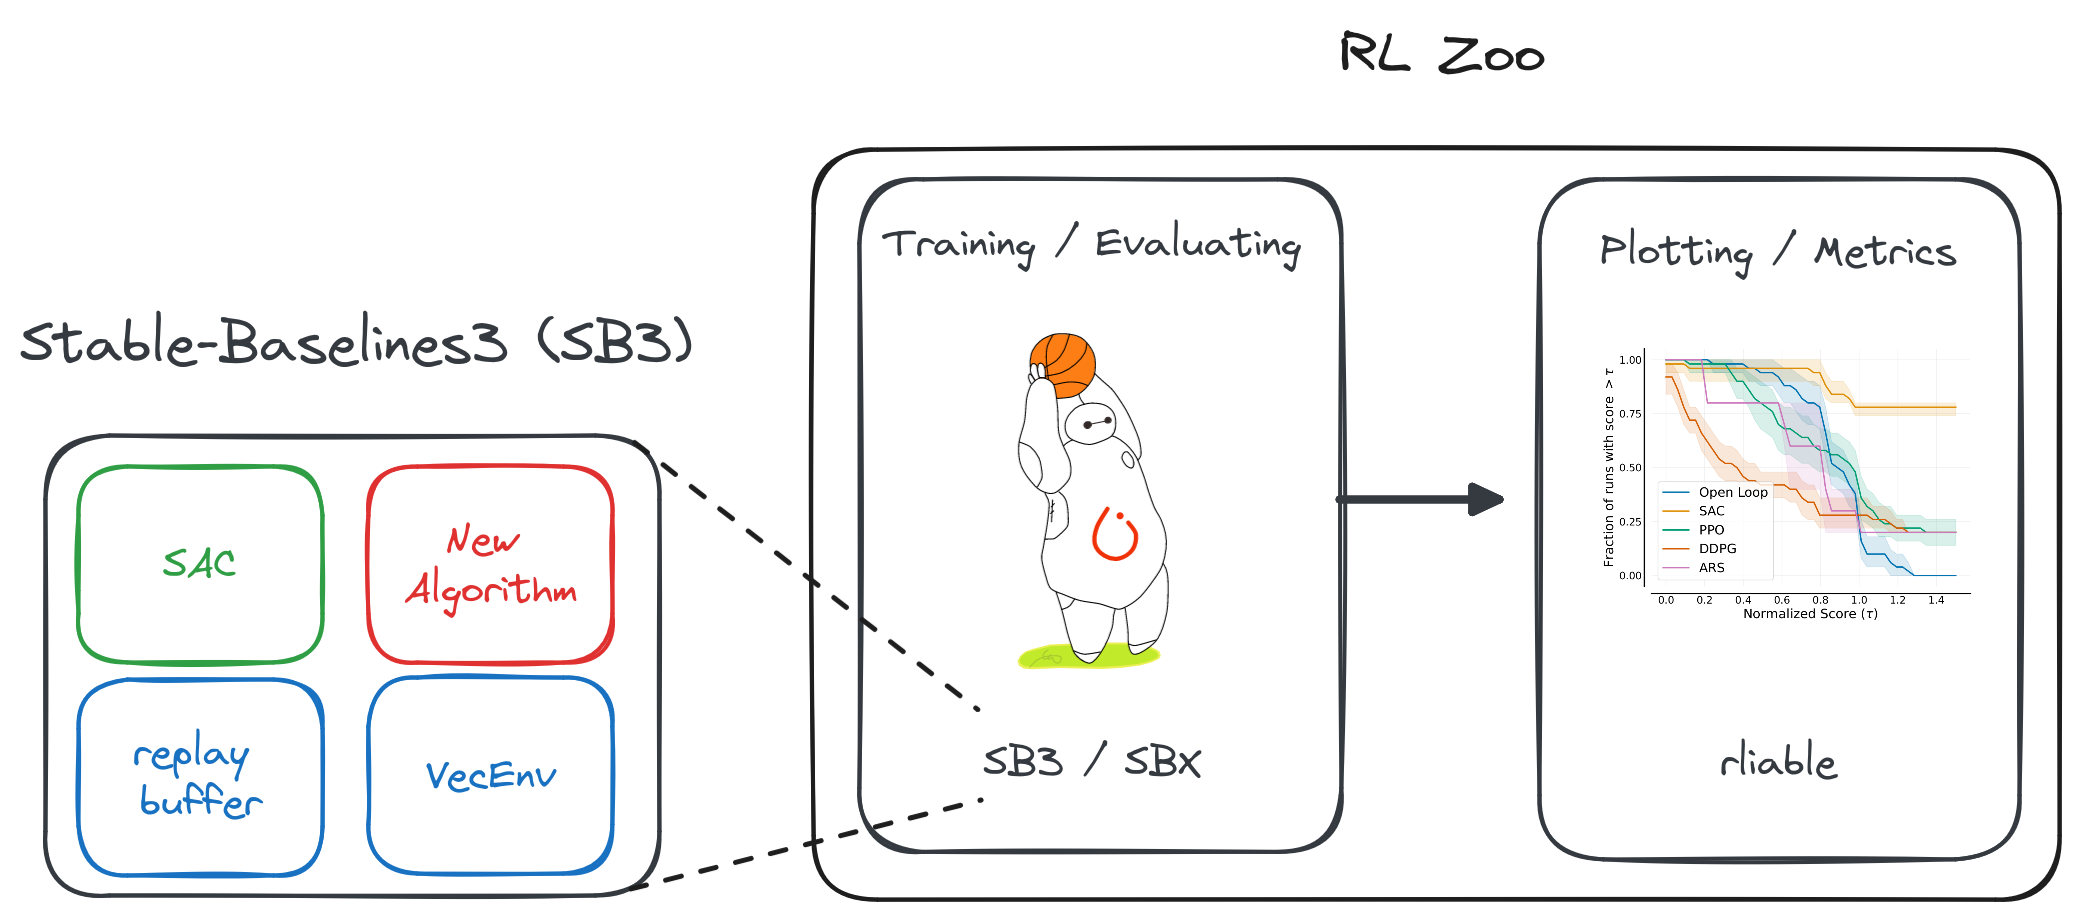 RL Zoo
Stable-Baselines3 (SB3)
SAC
New
Algorithm
replay
buffer
VecEnv
Training / Evaluating
SB3 / SBX
Plotting / Metrics
Fraction of runs with score > τ
1.00
0.75
0.50
0.25
0.00
Open Loop
SAC
PPO
DDPG
ARS
0.0 0.2 0.4 0.6 0.8 1.0 1.2 1.4
Normalized Score (τ)
rliable